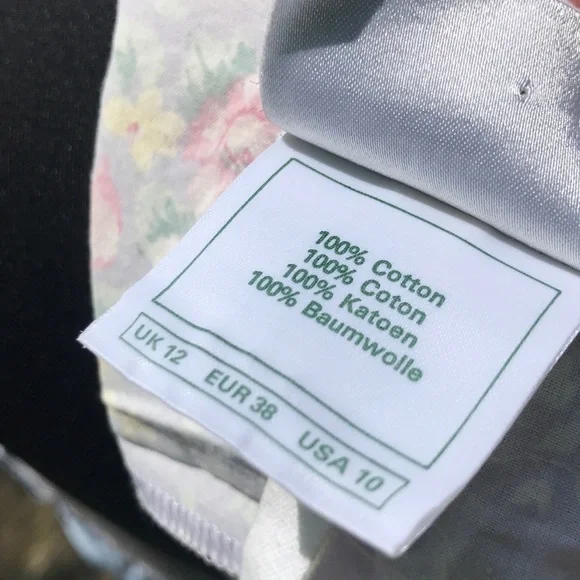 100% Cotton
100% Coton
100% Katoen
100% Baumwolle
UK 12 EUR 38 USA 10